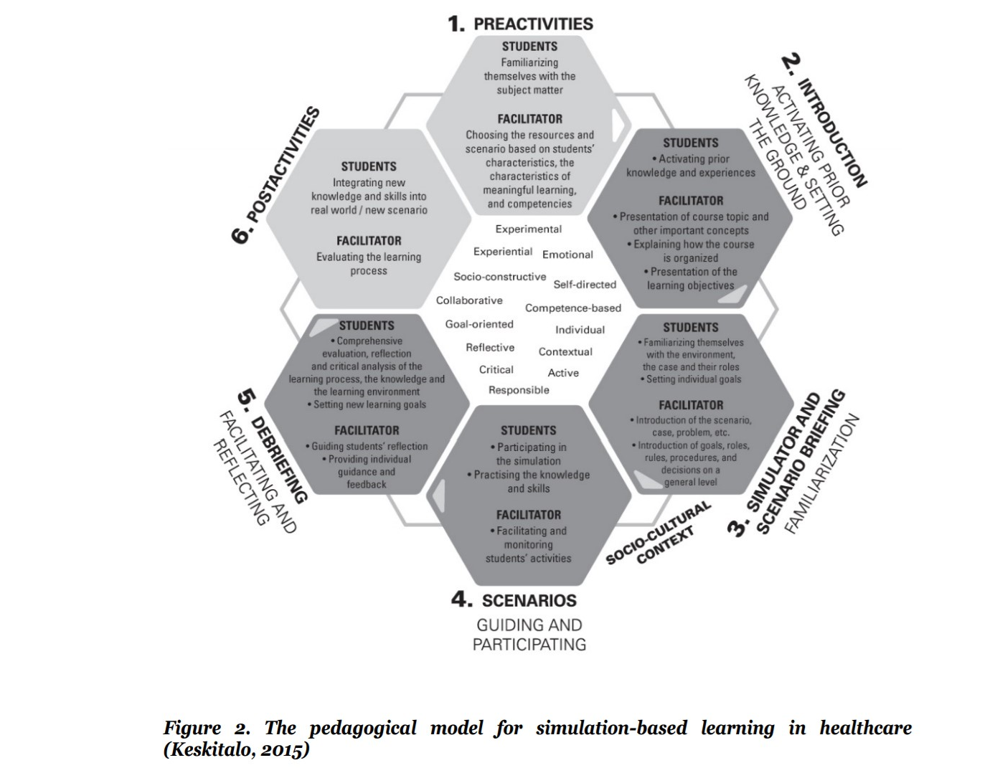 1. PREACTIVITIES
STUDENTS
Familiarizing
themselves with the
subject matter
FACILITATOR
Choosing the resources and
scenario based on students'
characteristics, the
characteristics of
meaningful learning,
and competencies
2. INTRODUCTION
ACTIVATING PRIOR
KNOWLEDGE & SETTING
THE GROUND
STUDENTS
• Activating prior
knowledge and experiences
FACILITATOR
• Presentation of course topic and
other important concepts
• Explaining how the course
is organized
• Presentation of the
learning objectives
3. SIMULATOR AND
SCENARIO BRIEFING
FAMILIARIZATION
STUDENTS
• Familiarizing themselves
with the environment,
the case and their roles
• Setting individual goals
FACILITATOR
• Introduction of the scenario,
case, problem, etc.
• Introduction of goals, roles,
rules, procedures, and
decisions on a
general level
SOCIO-CULTURAL
CONTEXT
STUDENTS
• Participating in
the simulation
• Practising the knowledge
and skills
FACILITATOR
• Facilitating and
monitoring
students' activities
4. SCENARIOS
GUIDING AND
PARTICIPATING
5. DEBRIEFING
FACILITATING AND
REFLECTING
STUDENTS
• Comprehensive
evaluation, reflection
and critical analysis of the
learning process, the knowledge and
the learning environment
• Setting new learning goals
FACILITATOR
• Guiding students' reflection
• Providing individual
guidance and
feedback
6. POSTACTIVITIES
STUDENTS
Integrating new
knowledge and skills into
real world / new scenario
FACILITATOR
Evaluating the learning
process
Experimental
Experiential
Emotional
Socio-constructive
Self-directed
Collaborative
Competence-based
Goal-oriented
Individual
Reflective
Contextual
Critical
Active
Responsible
Figure 2. The pedagogical model for simulation-based learning in healthcare
(Keskitalo, 2015)